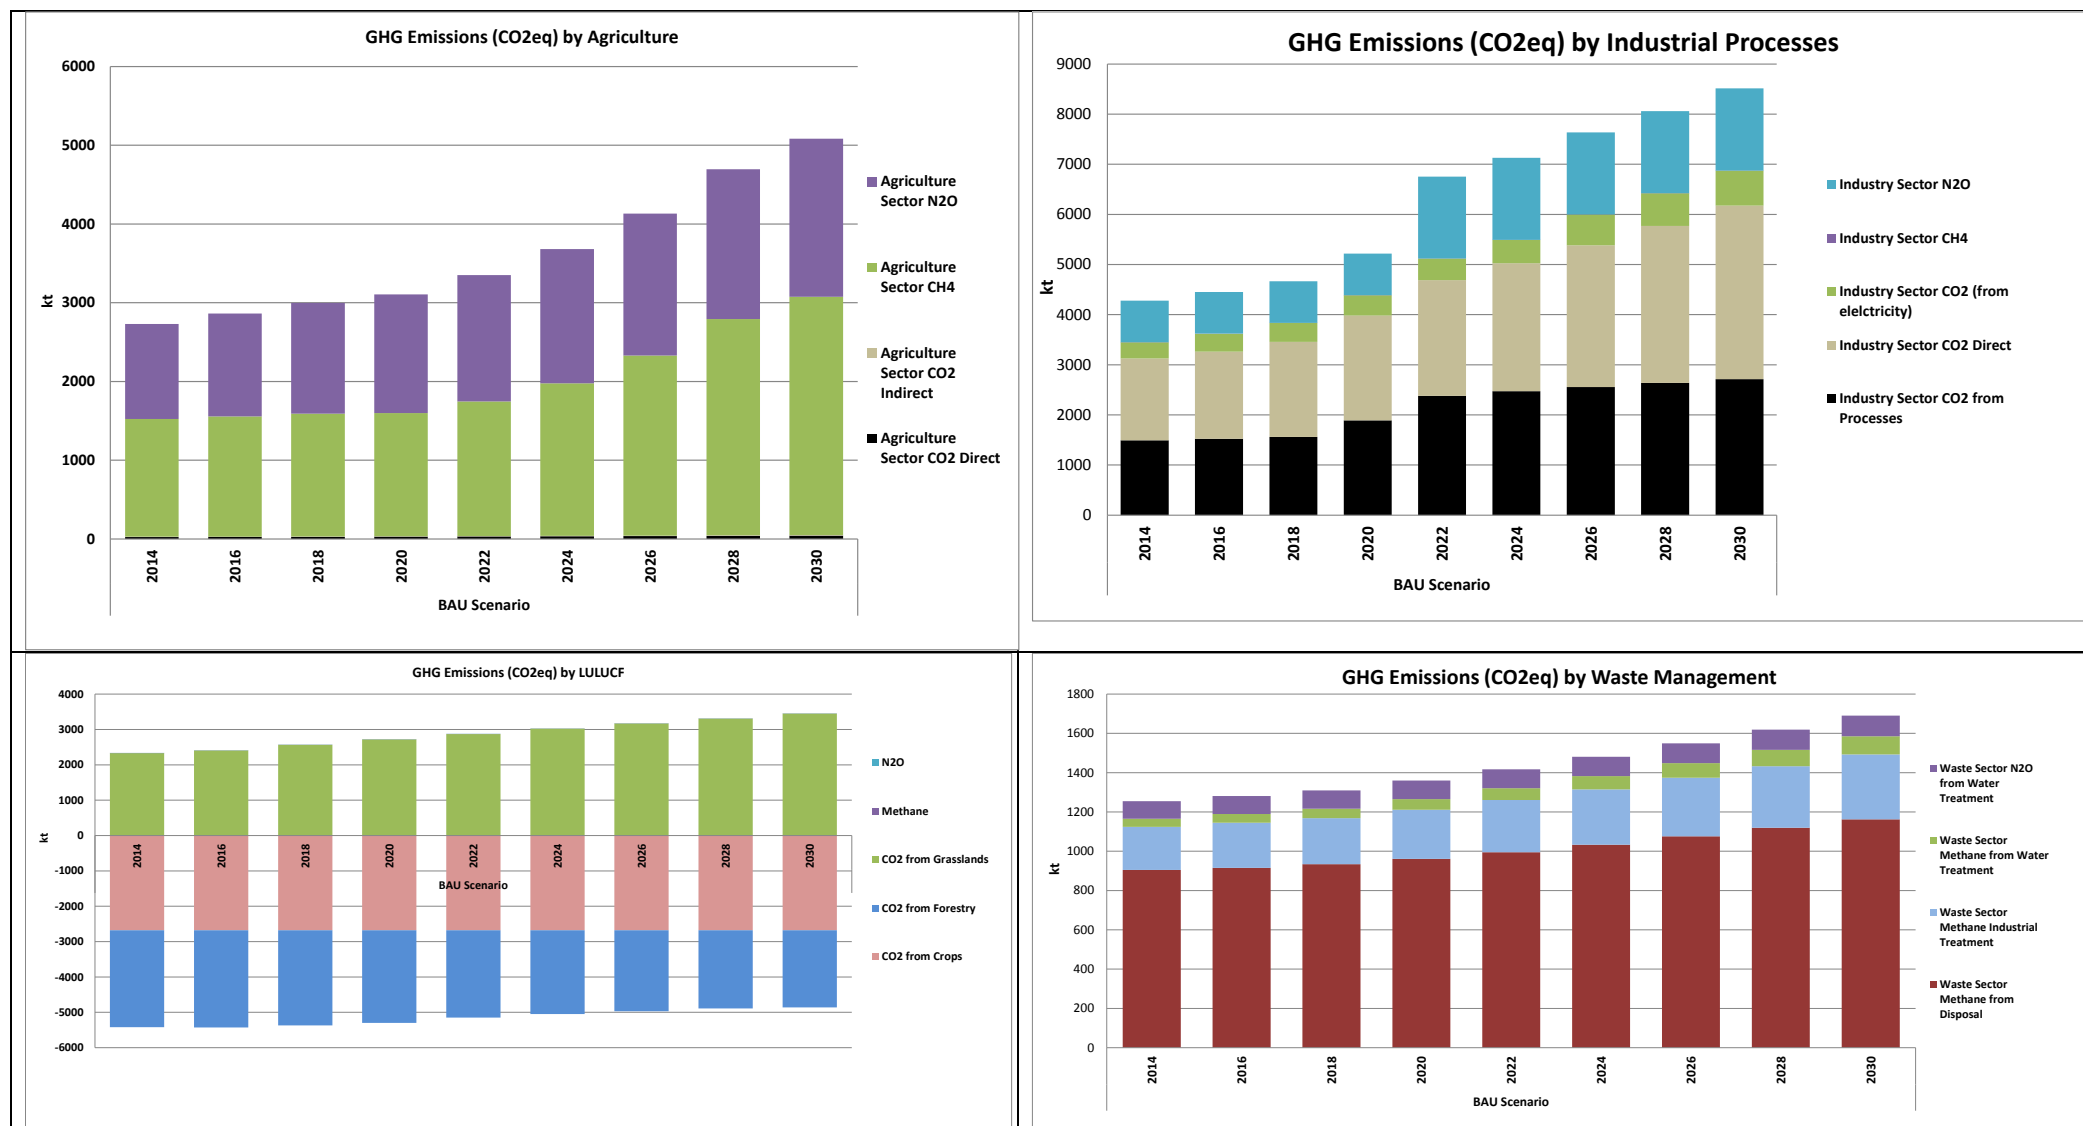 GHG Emissions (CO2eq) by Agriculture
6000
5000
4000
3000
2000
1000
0
kt
2014
2016
2018
2020
2022
2024
2026
2028
2030
BAU Scenario
Agriculture
Sector N2O
Agriculture
Sector CH4
Agriculture
Sector CO2
Indirect
Agriculture
Sector CO2 Direct
GHG Emissions (CO2eq) by Industrial Processes
9000
8000
7000
6000
5000
4000
3000
2000
1000
0
kt
2014
2016
2018
2020
2022
2024
2026
2028
2030
BAU Scenario
Industry Sector N2O
Industry Sector CH4
Industry Sector CO2 (from
elelctricity)
Industry Sector CO2 Direct
Industry Sector CO2 from
Processes
GHG Emissions (CO2eq) by LULUCF
4000
3000
2000
1000
0
-1000
-2000
-3000
-4000
-5000
-6000
kt
2014
2016
2018
2020
2022
2024
2026
2028
2030
BAU Scenario
N2O
Methane
CO2 from Grasslands
CO2 from Forestry
CO2 from Crops
GHG Emissions (CO2eq) by Waste Management
1800
1600
1400
1200
1000
800
600
400
200
0
kt
2014
2016
2018
2020
2022
2024
2026
2028
2030
BAU Scenario
Waste Sector N2O
from Water
Treatment
Waste Sector
Methane from Water
Treatment
Waste Sector
Methane Industrial
Treatment
Waste Sector
Methane from
Disposal